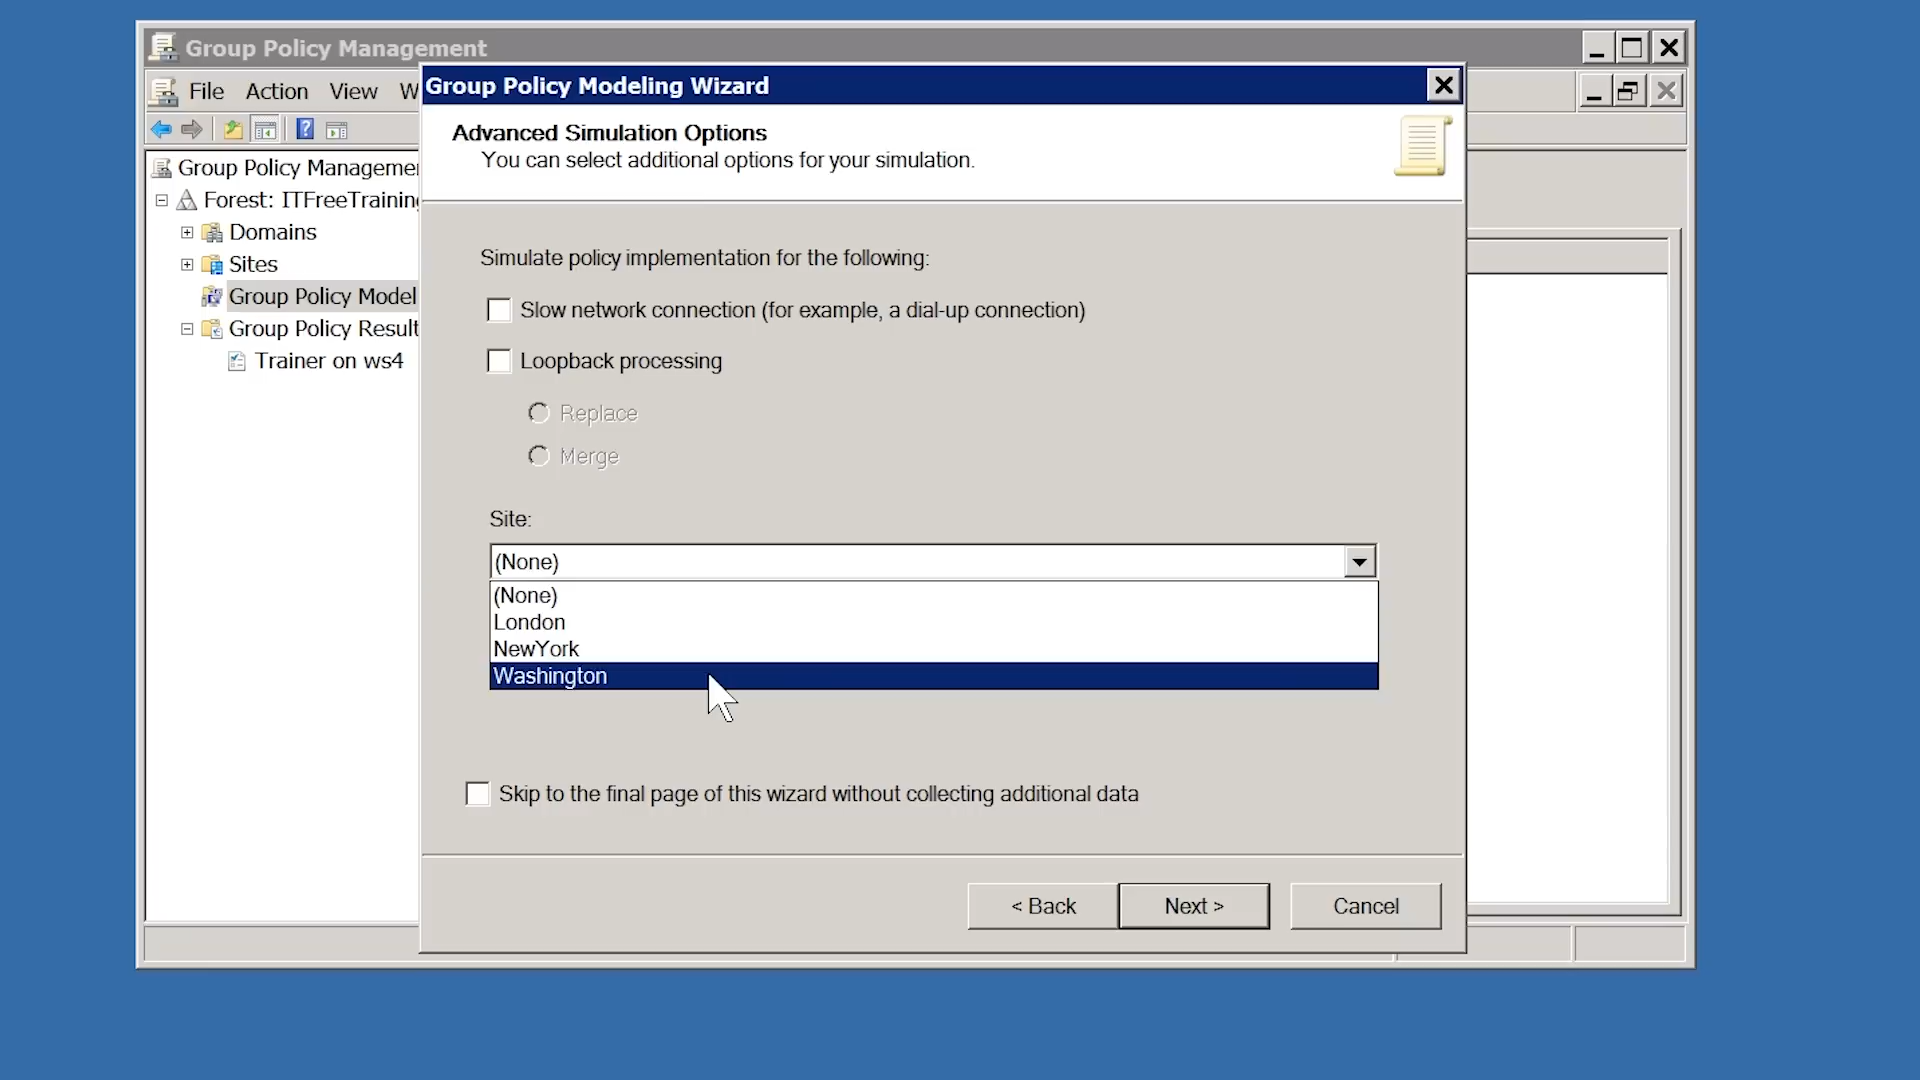 Group Policy Management
File Action View W
Group Policy Modeling Wizard
Advanced Simulation Options
You can select additional options for your simulation.
Group Policy Managemen
Forest: ITFreeTraining
Domains
Sites
Group Policy Model
Group Policy Result
Trainer on ws4
Simulate policy implementation for the following:
Slow network connection (for example, a dial-up connection)
Loopback processing
Replace
Merge
Site:
(None)
(None)
London
NewYork
Washington
Skip to the final page of this wizard without collecting additional data
< Back
Next >
Cancel